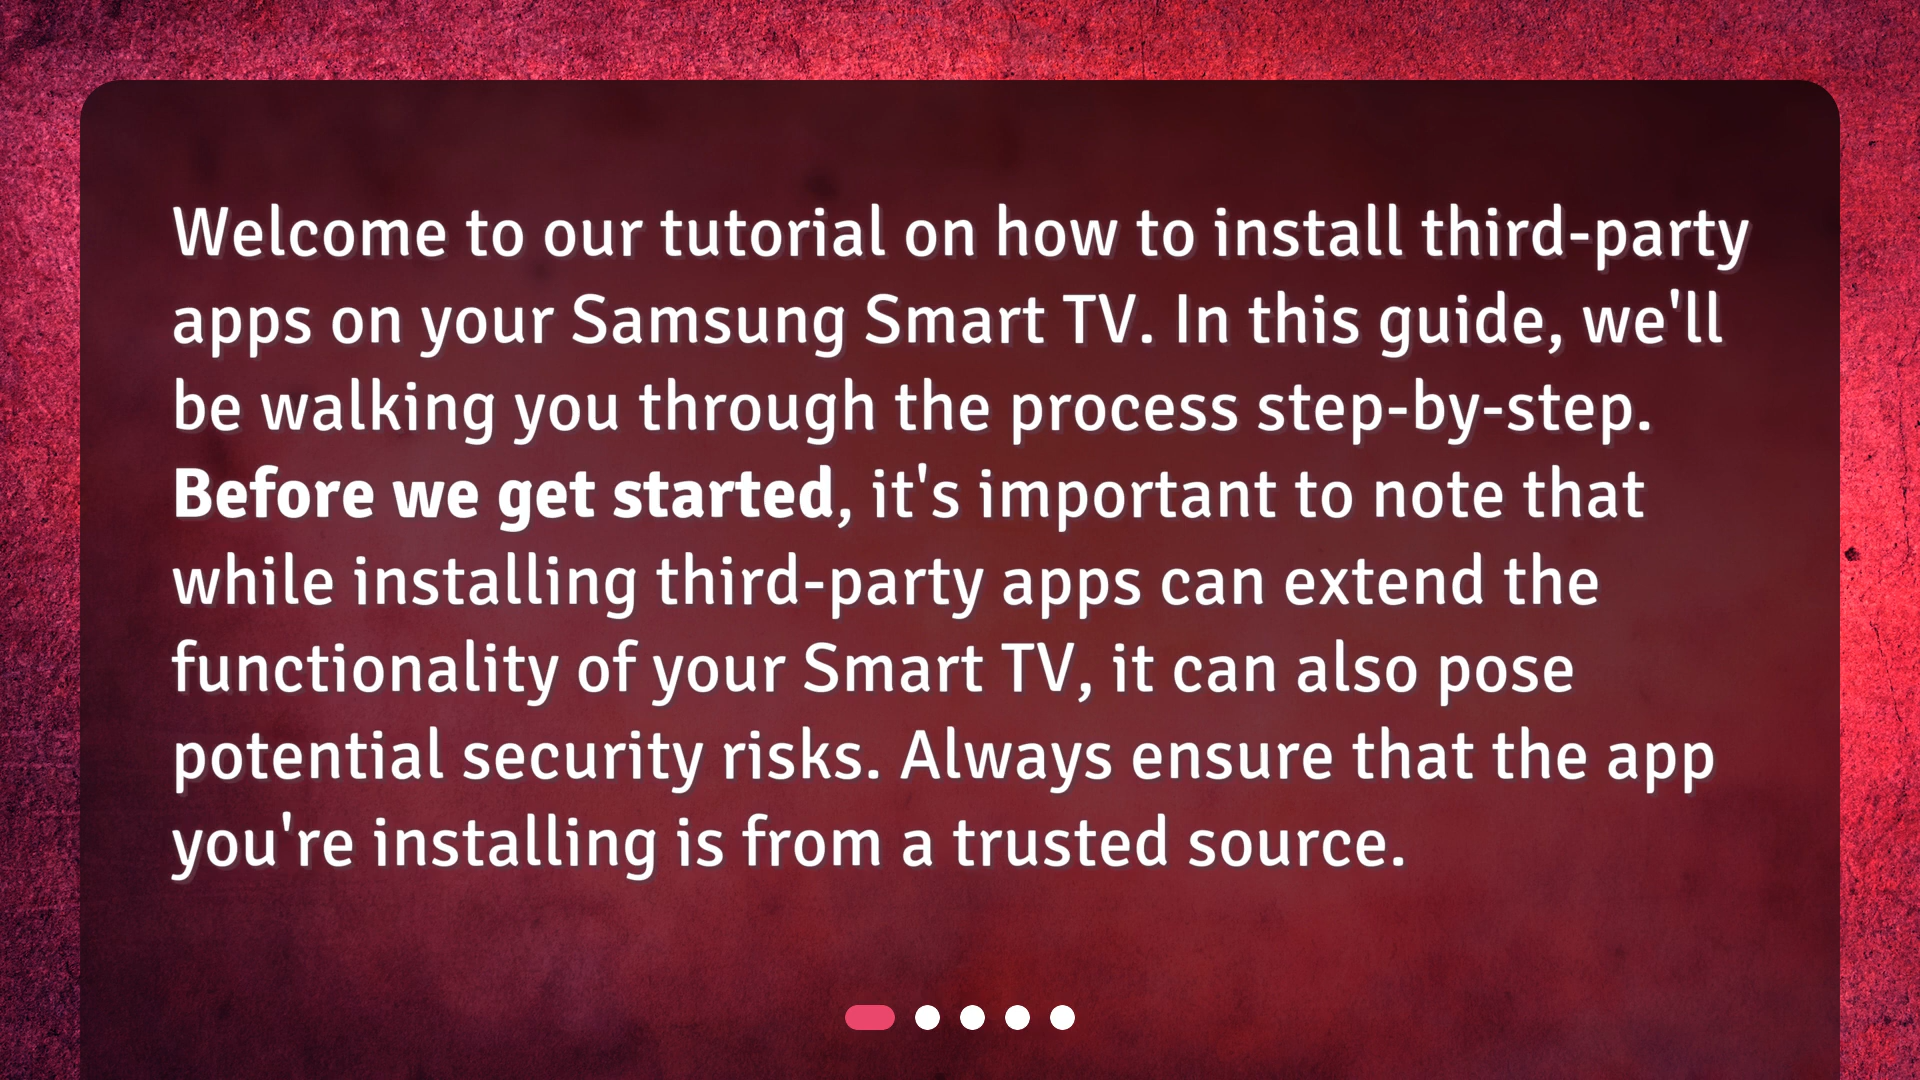 Welcome to our tutorial on how to install third-party
apps on your Samsung Smart TV. In this guide, we'll
be walking you through the process step-by-step.
Before we get started, it's important to note that
while installing third-party apps can extend the
functionality of your Smart TV, it can also pose
potential security risks. Always ensure that the app
you're installing is from a trusted source.